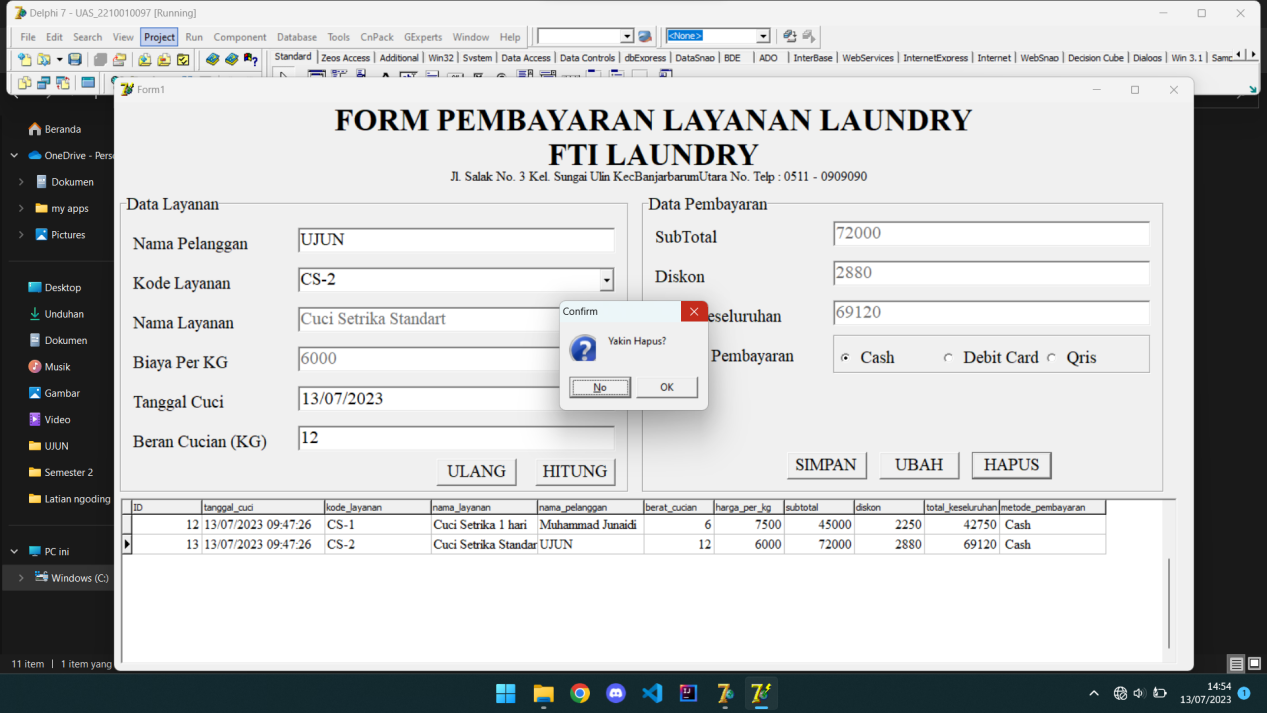 Delphi 7 - UAS_2210010097 [Running]
File Edit Search View Project Run Component Database Tools CnPack GExperts Window Help
<None>
Standard Zeos Access Additional Win32 System Data Access Data Controls dbExpress DataSnap BDE ADO InterBase WebServices InternetExpress Internet WebSnap Decision Cube Dialogs Win 3.1 Samp
Form1
Beranda
OneDrive - Perso
Dokumen
my apps
Pictures
Desktop
Unduhan
Dokumen
Musik
Gambar
Video
UJUN
Semester 2
Latian ngoding
PC ini
Windows (C:)
11 item 1 item yang
FORM PEMBAYARAN LAYANAN LAUNDRY
FTI LAUNDRY
Jl. Salak No. 3 Kel. Sungai Ulin KecBanjarbarumUtara No. Telp : 0511 - 0909090
Data Layanan
Nama Pelanggan UJUN
Kode Layanan CS-2
Nama Layanan Cuci Setrika Standart
Biaya Per KG 6000
Tanggal Cuci 13/07/2023
Beran Cucian (KG) 12
ULANG HITUNG
Data Pembayaran
SubTotal 72000
Diskon 2880
eseluruhan 69120
Pembayaran Cash Debit Card Qris
SIMPAN UBAH HAPUS
Confirm
Yakin Hapus?
No OK
ID tanggal_cuci kode_layanan nama_layanan nama_pelanggan berat_cucian harga_per_kg subtotal diskon total_keseluruhan metode_pembayaran
12 13/07/2023 09:47:26 CS-1 Cuci Setrika 1 hari Muhammad Junaidi 6 7500 45000 2250 42750 Cash
13 13/07/2023 09:47:26 CS-2 Cuci Setrika Standar UJUN 12 6000 72000 2880 69120 Cash
14:54
13/07/2023
1